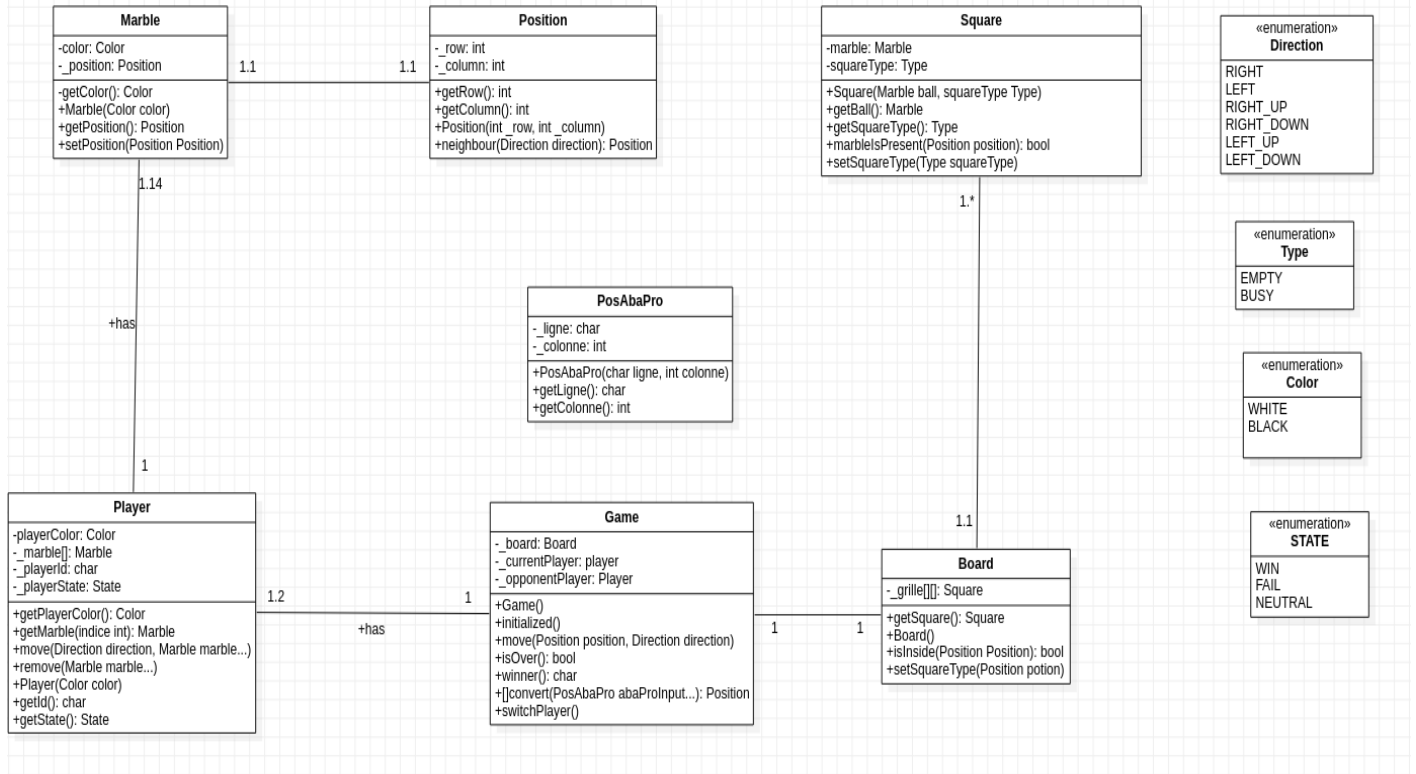 Marble
-color: Color
-_position: Position
-getColor(): Color
+Marble(Color color)
+getPosition(): Position
+setPosition(Position Position)
1.1
1.1
Position
-_row: int
-_column: int
+getRow(): int
+getColumn(): int
+Position(int _row, int _column)
+neighbour(Direction direction): Position
Square
-marble: Marble
-squareType: Type
+Square(Marble ball, squareType Type)
+getBall(): Marble
+getSquareType(): Type
+marbleIsPresent(Position position): bool
+setSquareType(Type squareType)
«enumeration»
Direction
RIGHT
LEFT
RIGHT_UP
RIGHT_DOWN
LEFT_UP
LEFT_DOWN
1.14
+has
1
1.*
1.1
«enumeration»
Type
EMPTY
BUSY
PosAbaPro
-_ligne: char
-_colonne: int
+PosAbaPro(char ligne, int colonne)
+getLigne(): char
+getColonne(): int
«enumeration»
Color
WHITE
BLACK
Player
-playerColor: Color
-_marble[]: Marble
-_playerId: char
-_playerState: State
+getPlayerColor(): Color
+getMarble(indice int): Marble
+move(Direction direction, Marble marble...)
+remove(Marble marble...)
+Player(Color color)
+getId(): char
+getState(): State
1.2
+has
1
Game
-_board: Board
-_currentPlayer: player
-_opponentPlayer: Player
+Game()
+initialized()
+move(Position position, Direction direction)
+isOver(): bool
+winner(): char
+[]convert(PosAbaPro abaProInput...): Position
+switchPlayer()
1
1
Board
-_grille[][]: Square
+getSquare(): Square
+Board()
+isInside(Position Position): bool
+setSquareType(Position potion)
«enumeration»
STATE
WIN
FAIL
NEUTRAL